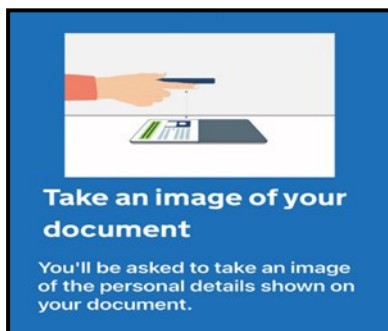 Take an image of your
document
You'll be asked to take an image
of the personal details shown on
your document.